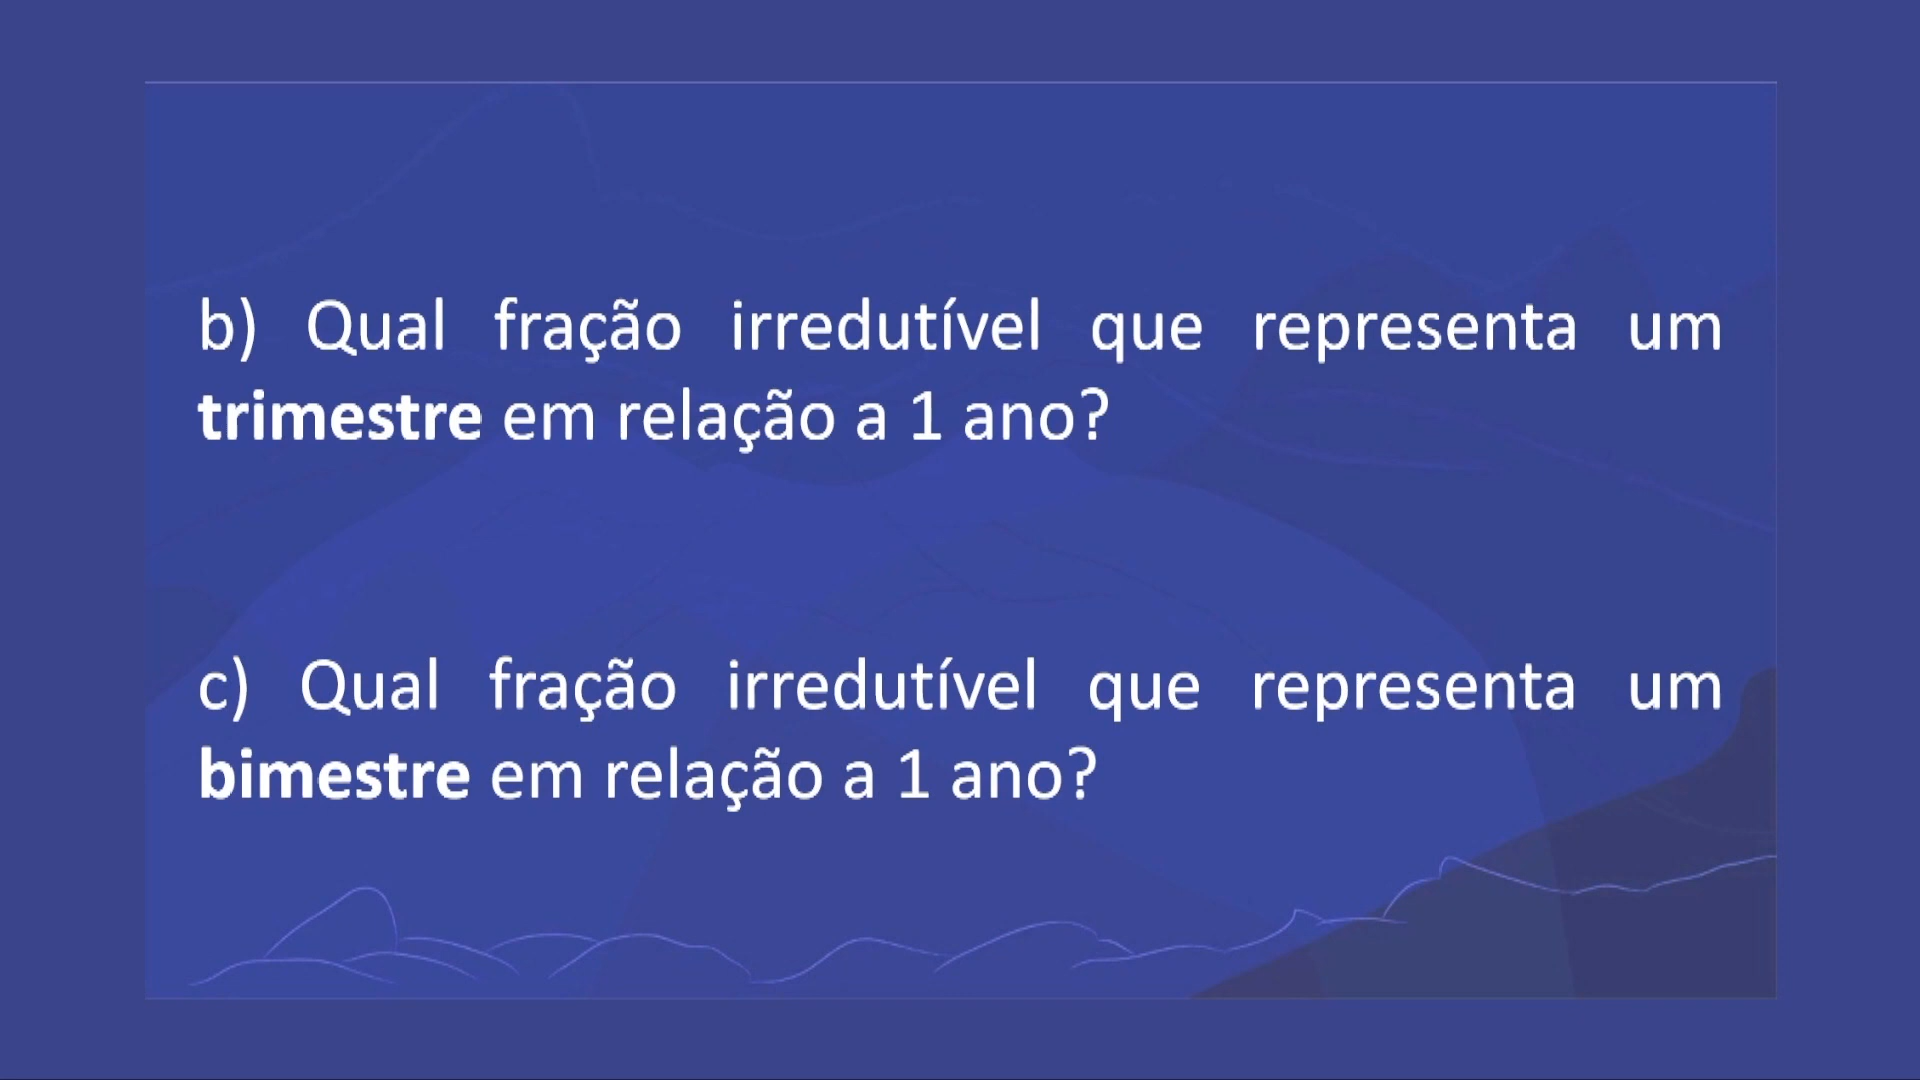 b) Qual fração irredutível que representa um
trimestre em relação a 1 ano?
c) Qual fração irredutível que representa um
bimestre em relação a 1 ano?